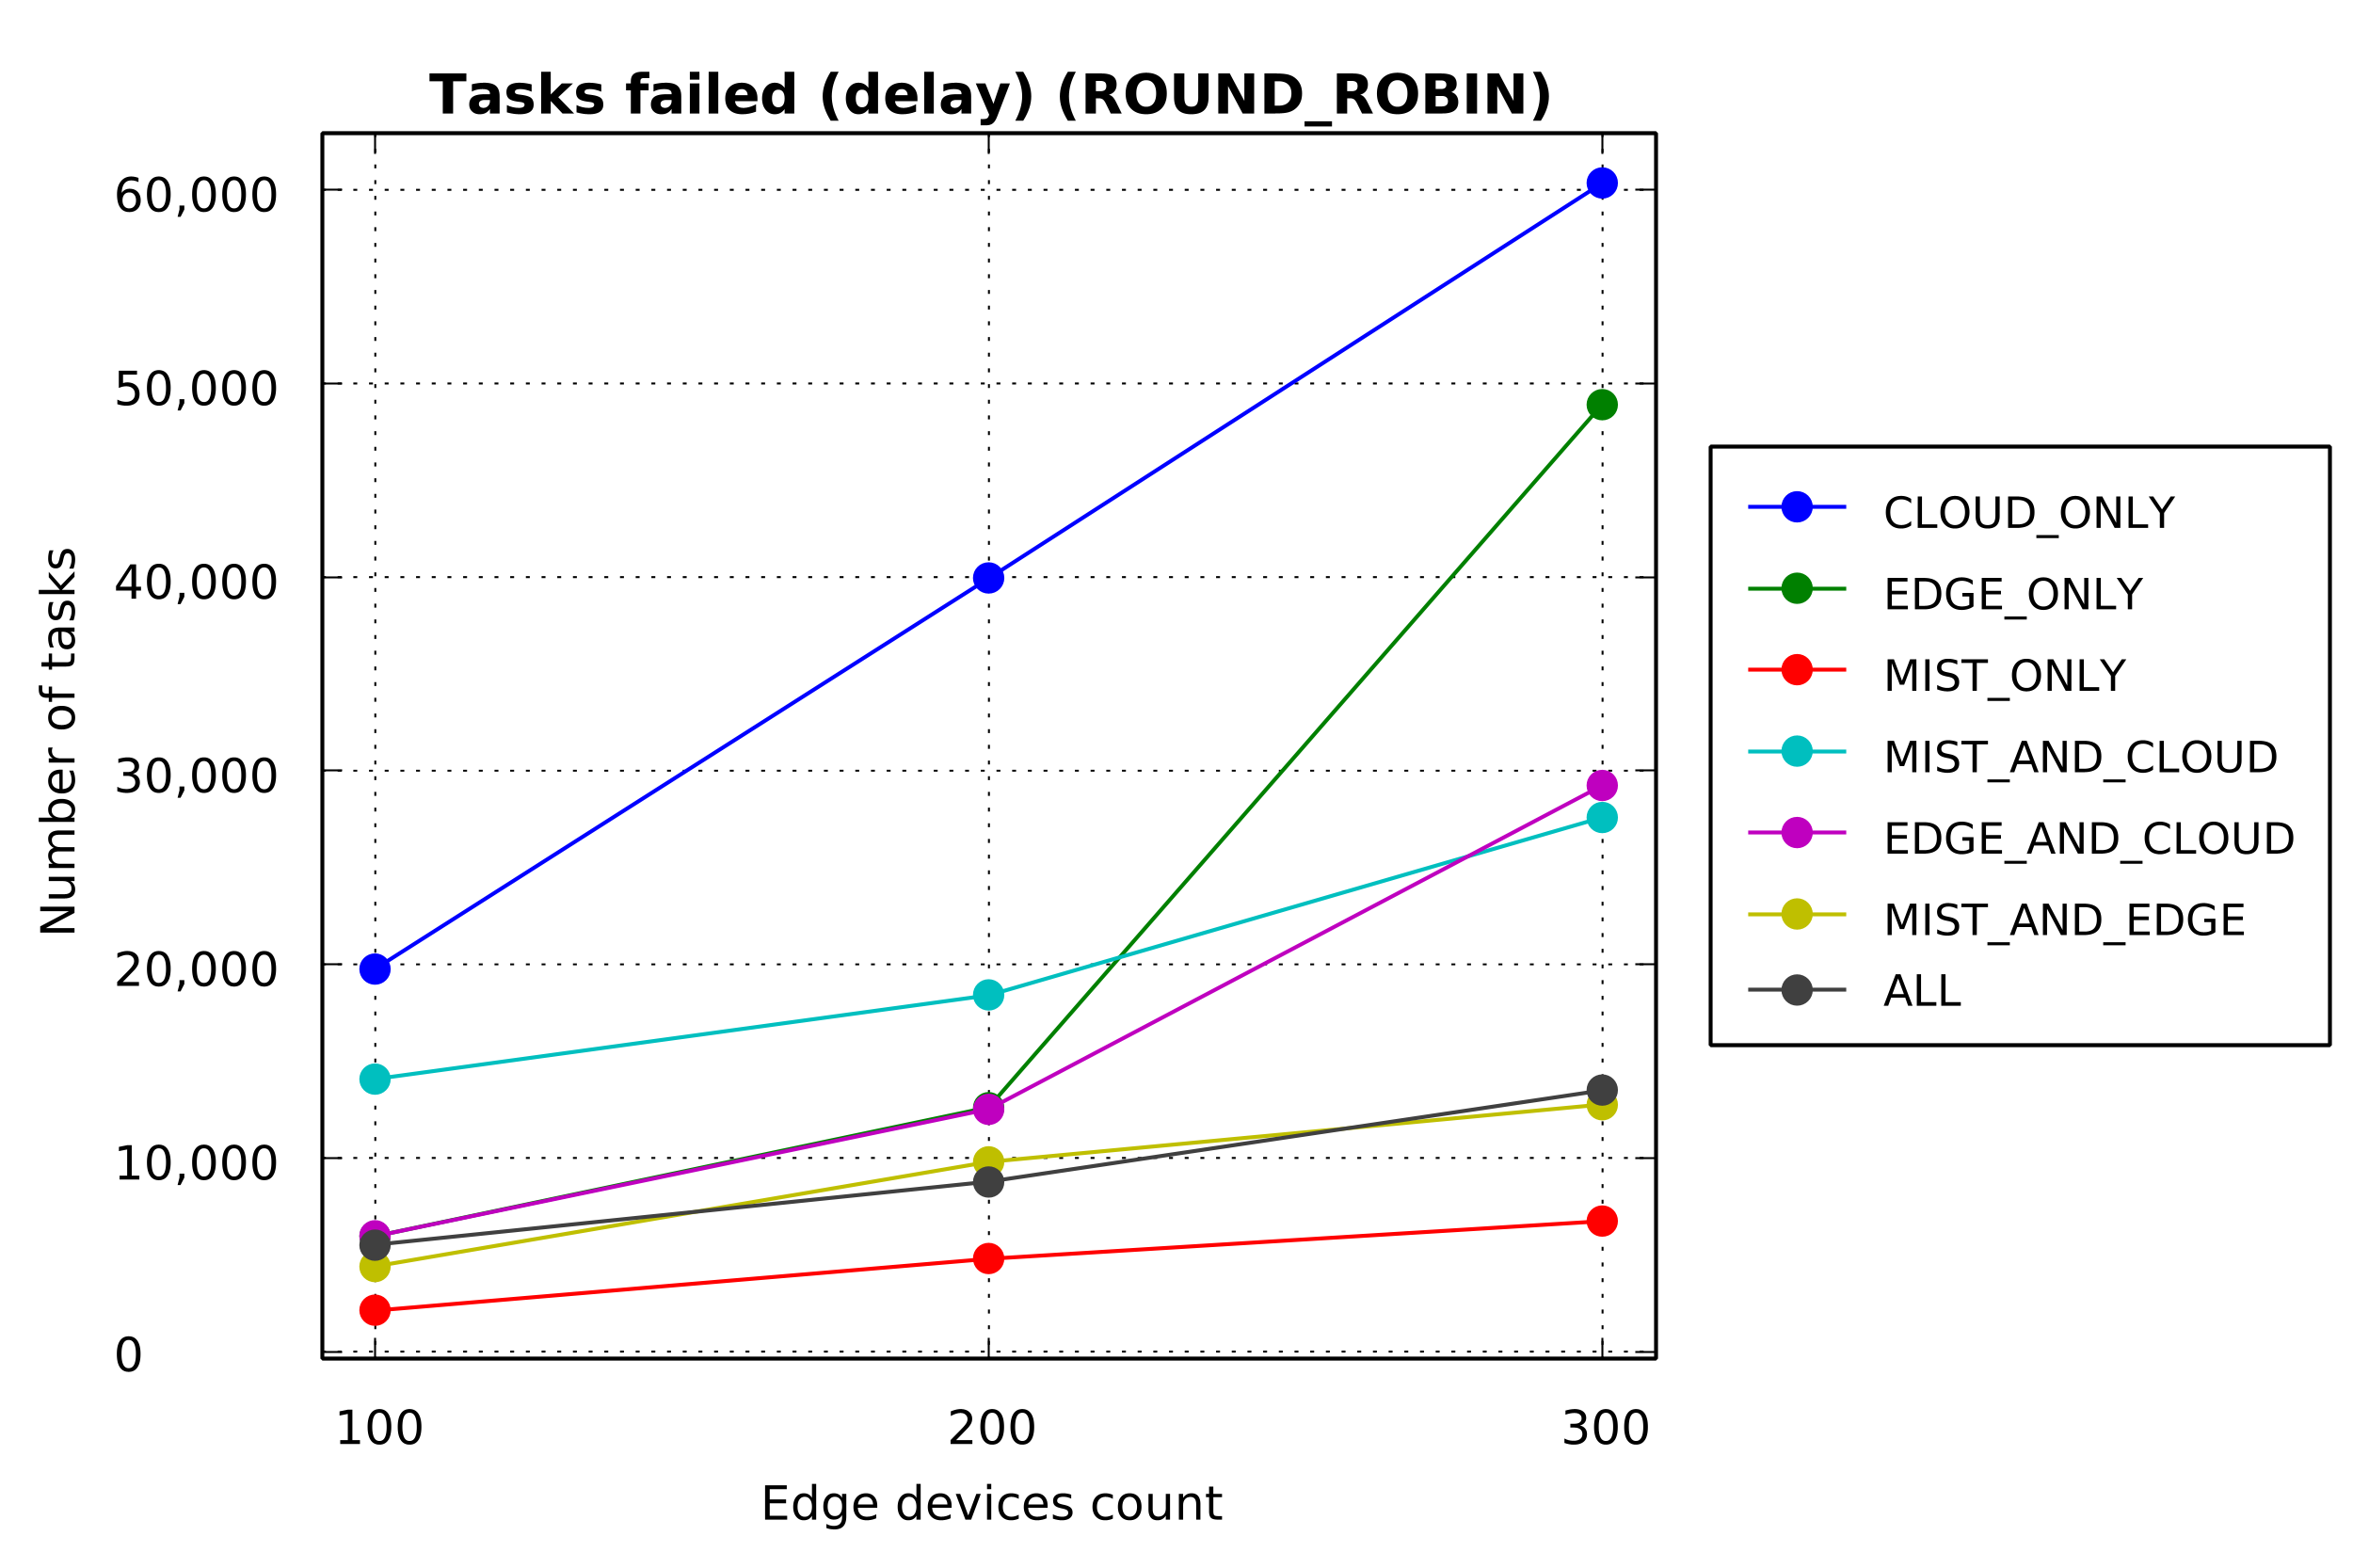 Tasks failed (delay) (ROUND_ROBIN)
60,000
50,000
40,000
30,000
20,000
10,000
0
Number of tasks
100
200
300
Edge devices count
CLOUD_ONLY
EDGE_ONLY
MIST_ONLY
MIST_AND_CLOUD
EDGE_AND_CLOUD
MIST_AND_EDGE
ALL